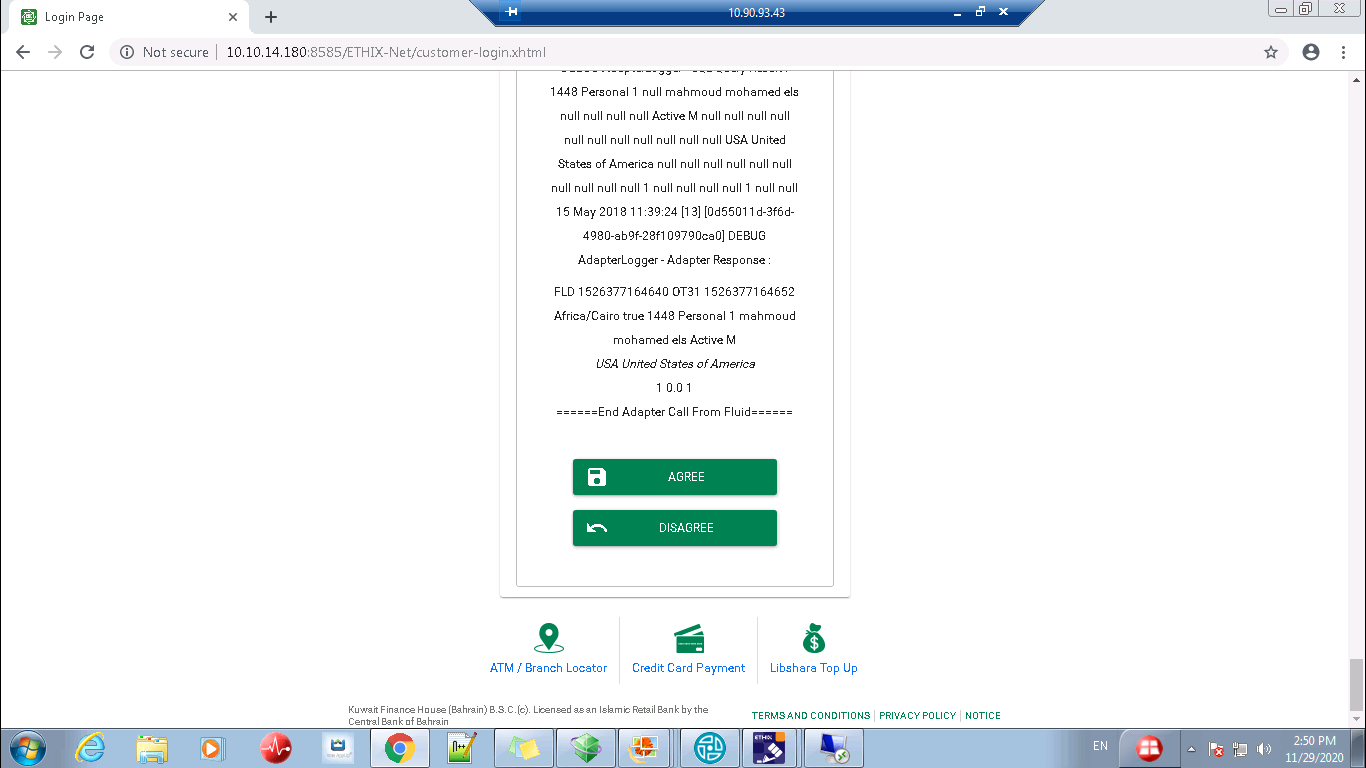 Login Page
10.90.93.43
Not secure
10.10.14.180:8585/ETHIX-Net/customer-login.xhtml
1448 Personal 1 null mahmoud mohamed els
null null null null Active M null null null null
null null null null null null null USA United
States of America null null null null null null
null null null null 1 null null null null 1 null null
15 May 2018 11:39:24 [13] [0d55011d-3f6d-
4980-ab9f-28f109790ca0] DEBUG
AdapterLogger - Adapter Response :
FLD 1526377164640 OT31 1526377164652
Africa/Cairo true 1448 Personal 1 mahmoud
mohamed els Active M
USA United States of America
1 0.0 1
======End Adapter Call From Fluid======
AGREE
DISAGREE
ATM / Branch Locator
Credit Card Payment
Libshara Top Up
Kuwait Finance House (Bahrain) B.S.C.(c). Licensed as an Islamic Retail Bank by the
Central Bank of Bahrain
TERMS AND CONDITIONS | PRIVACY POLICY | NOTICE
ETHIX
EN
2:50 PM
11/29/2020